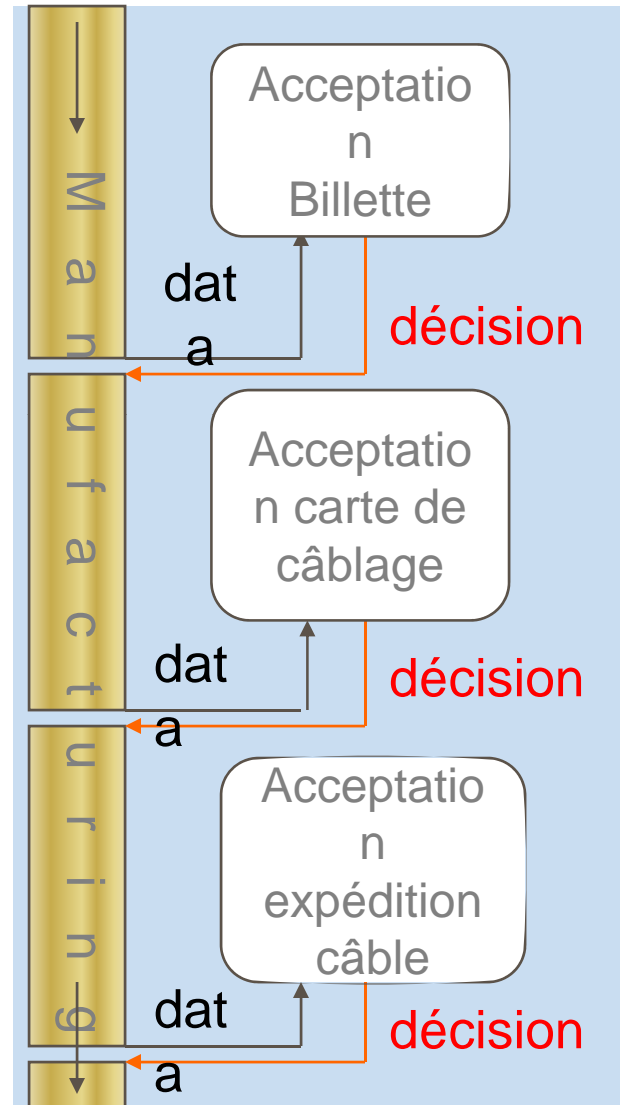 Manufacturing
Acceptatio
n
Billette
dat
a
décision
Acceptatio
n carte de
câblage
dat
a
décision
Acceptatio
n
expédition
câble
dat
a
décision